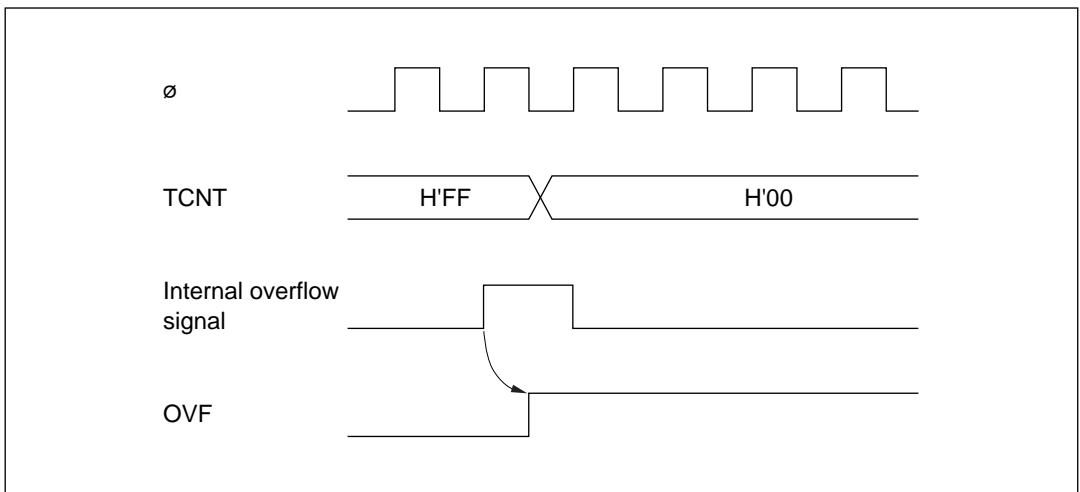 ø
TCNT
H'FF
H'00
Internal overflow
signal
OVF